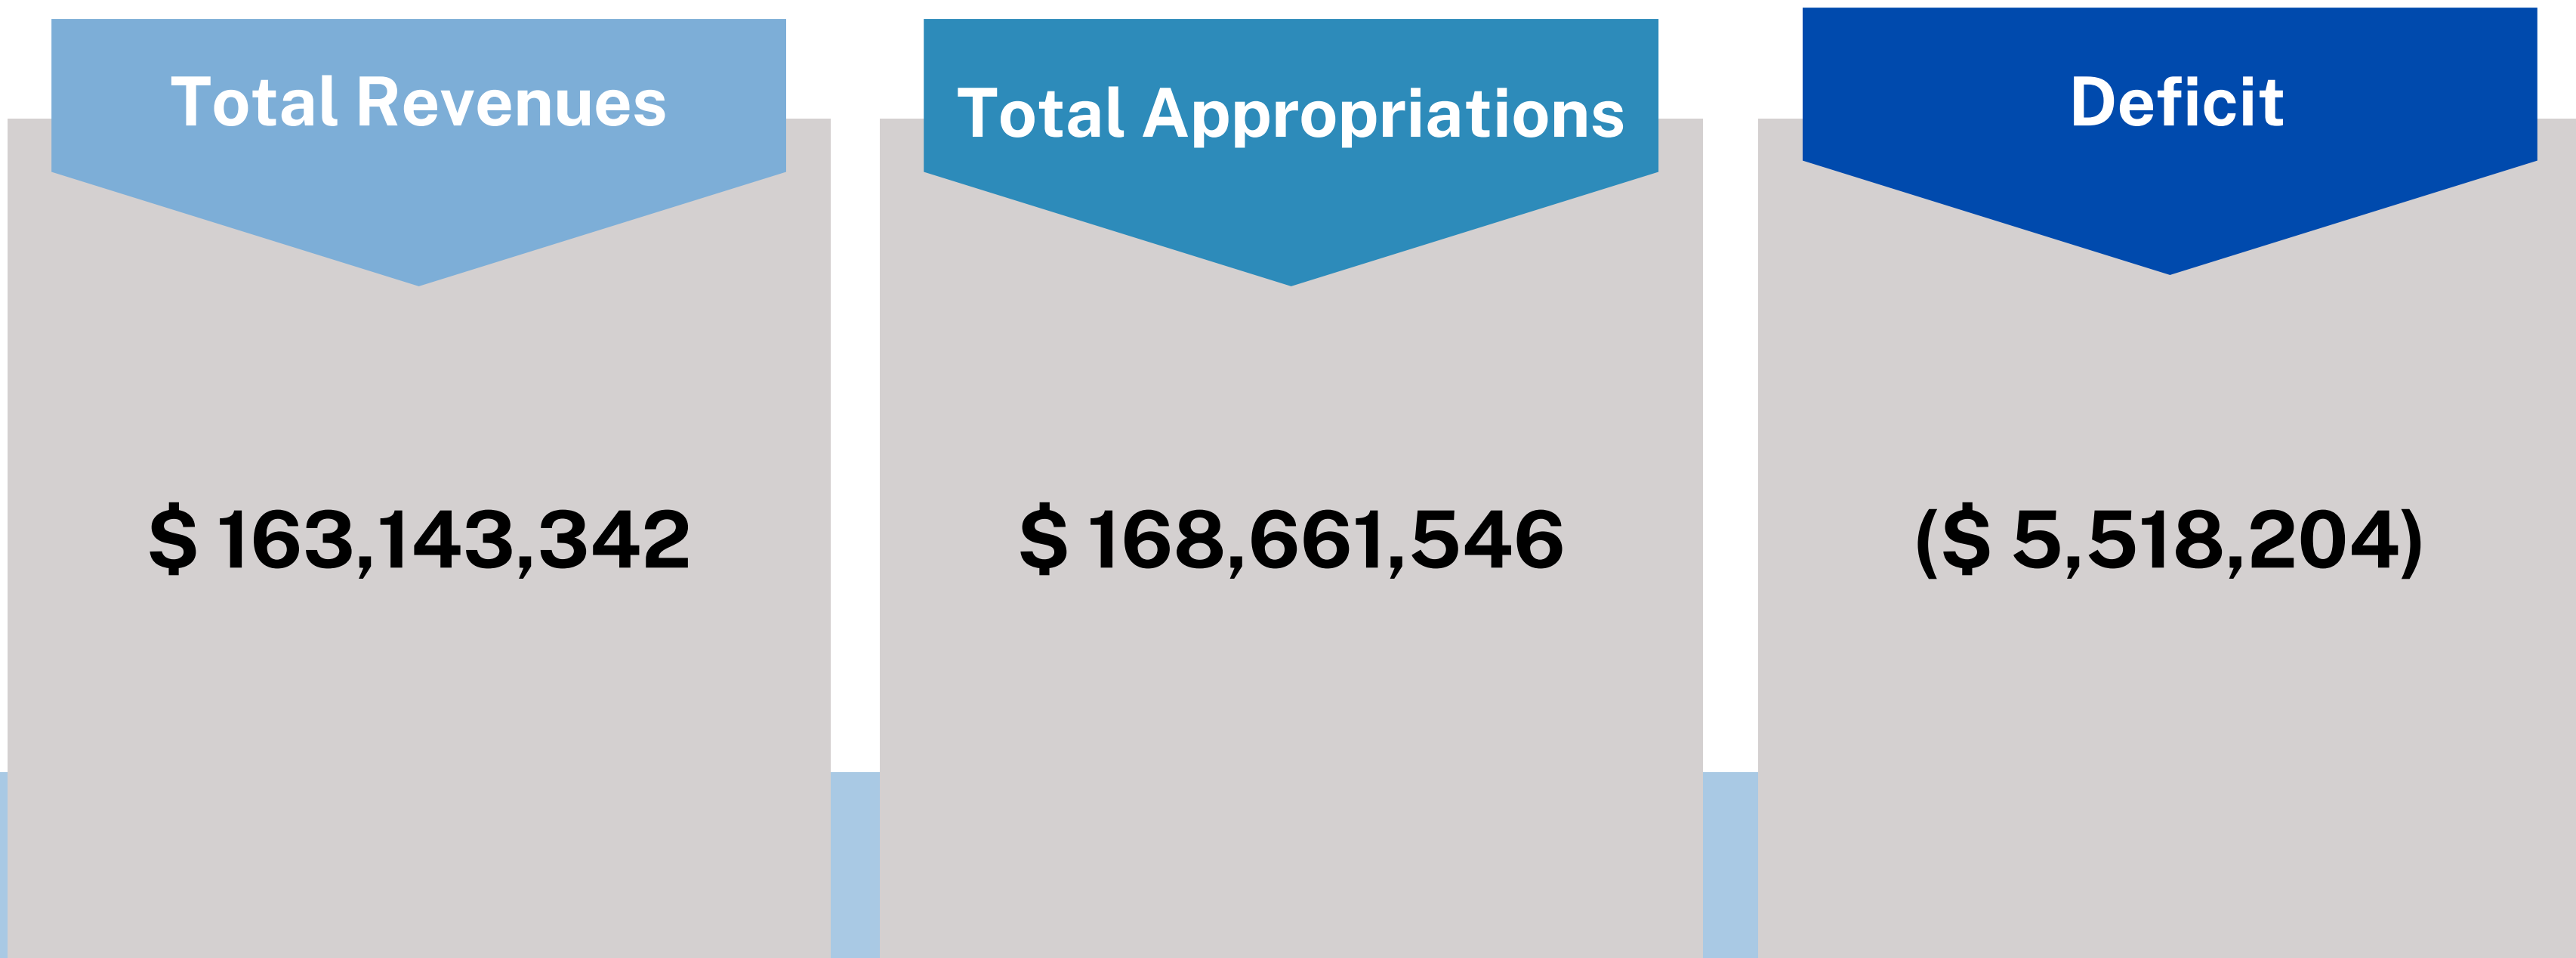 Total Revenues
$ 163,143,342
Total Appropriations
$ 168,661,546
Deficit
($ 5,518,204)